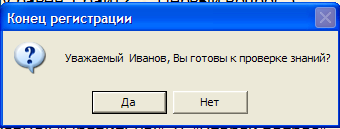 Конец регистрации
Уважаемый Иванов, Вы готовы к проверке знаний?
Да
Нет